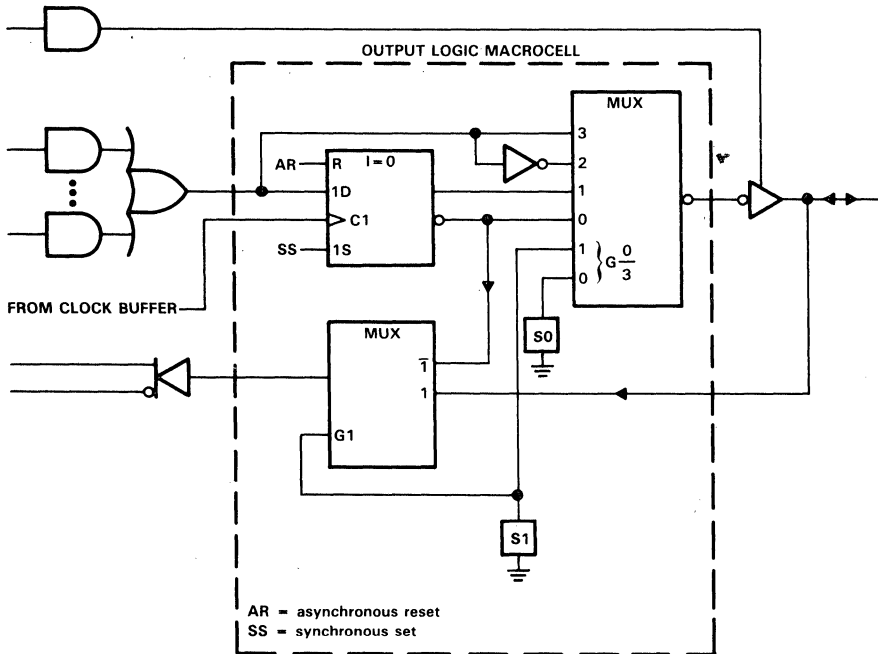 OUTPUT LOGIC MACROCELL
MUX
3
AR
R
I = 0
2
1D
1
C1
0
SS
1S
1
G 0/3
0
FROM CLOCK BUFFER
S0
MUX
1̅
1
G1
S1
AR = asynchronous reset
SS = synchronous set